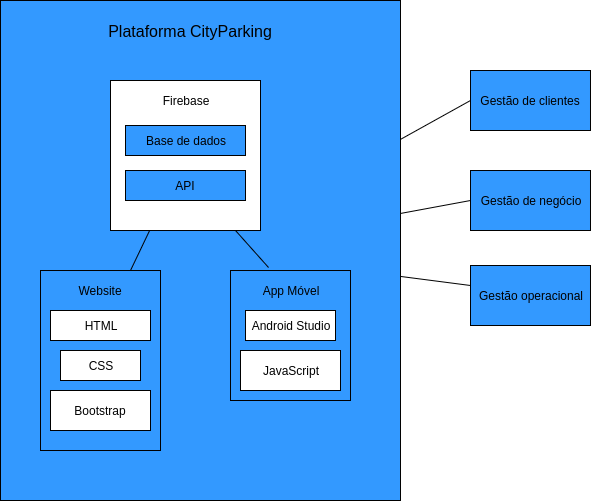 Plataforma CityParking
Firebase
Base de dados
API
Website
HTML
CSS
Bootstrap
App Móvel
Android Studio
JavaScript
Gestão de clientes
Gestão de negócio
Gestão operacional